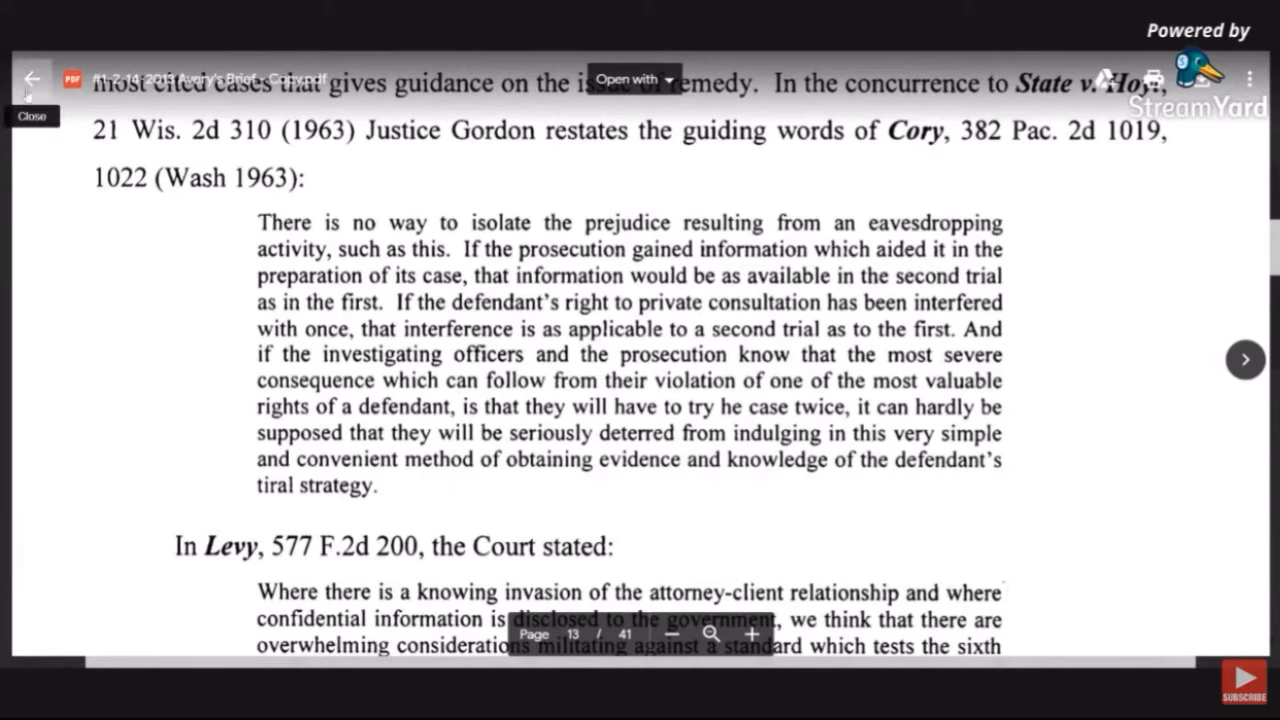 Powered by
StreamYard
PDF #1-2-14-2013 Avery's Brief - Copy.pdf
Open with
Close
most cited cases that gives guidance on the issue of remedy. In the concurrence to State v. Hoyt,
21 Wis. 2d 310 (1963) Justice Gordon restates the guiding words of Cory, 382 Pac. 2d 1019,
1022 (Wash 1963):
There is no way to isolate the prejudice resulting from an eavesdropping
activity, such as this. If the prosecution gained information which aided it in the
preparation of its case, that information would be as available in the second trial
as in the first. If the defendant's right to private consultation has been interfered
with once, that interference is as applicable to a second trial as to the first. And
if the investigating officers and the prosecution know that the most severe
consequence which can follow from their violation of one of the most valuable
rights of a defendant, is that they will have to try he case twice, it can hardly be
supposed that they will be seriously deterred from indulging in this very simple
and convenient method of obtaining evidence and knowledge of the defendant's
tiral strategy.
In Levy, 577 F.2d 200, the Court stated:
Where there is a knowing invasion of the attorney-client relationship and where
confidential information is disclosed to the government, we think that there are
overwhelming considerations militating against a standard which tests the sixth
Page 13 / 41
SUBSCRIBE